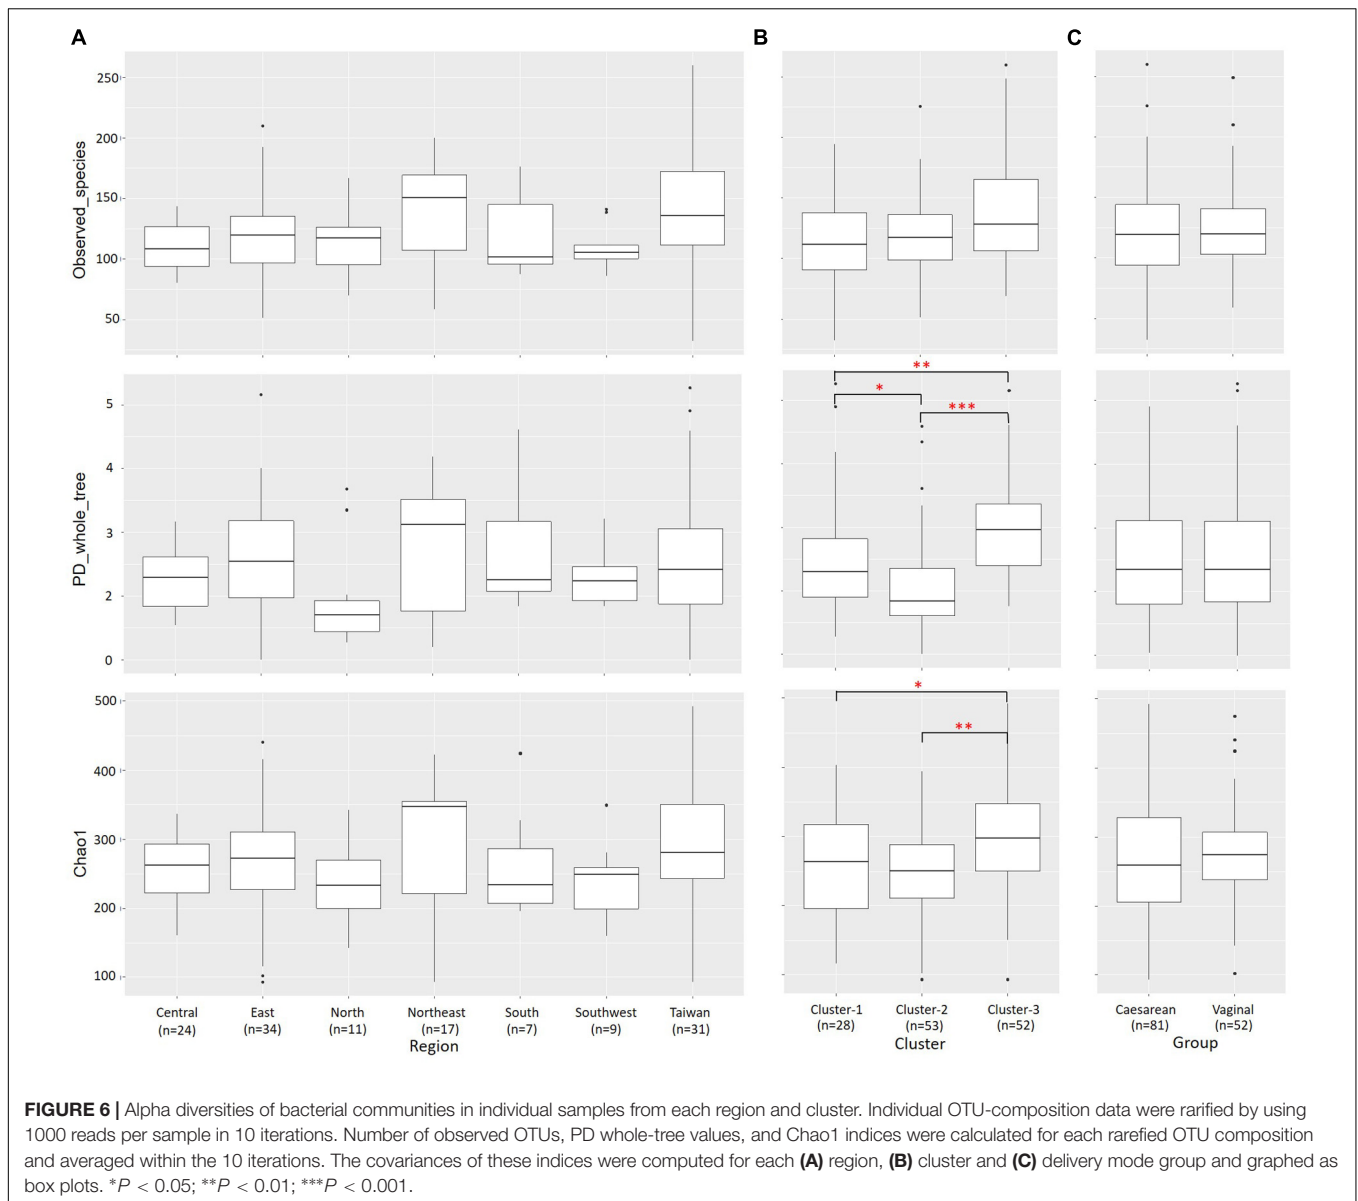 A
B
C
Observed_species
250
200
150
100
50
PD_whole_tree
5
4
3
2
0
**
*
***
Chao1
500
400
300
200
100
*
**
Central East North Northeast South Southwest Taiwan
(n=24) (n=34) (n=11) (n=17) (n=7) (n=9) (n=31)
Region
Cluster-1 Cluster-2 Cluster-3
(n=28) (n=53) (n=52)
Cluster
Caesarean Vaginal
(n=81) (n=52)
Group
FIGURE 6 | Alpha diversities of bacterial communities in individual samples from each region and cluster. Individual OTU-composition data were rarified by using
1000 reads per sample in 10 iterations. Number of observed OTUs, PD whole-tree values, and Chao1 indices were calculated for each rarefied OTU composition
and averaged within the 10 iterations. The covariances of these indices were computed for each (A) region, (B) cluster and (C) delivery mode group and graphed as
box plots. *P < 0.05; **P < 0.01; ***P < 0.001.